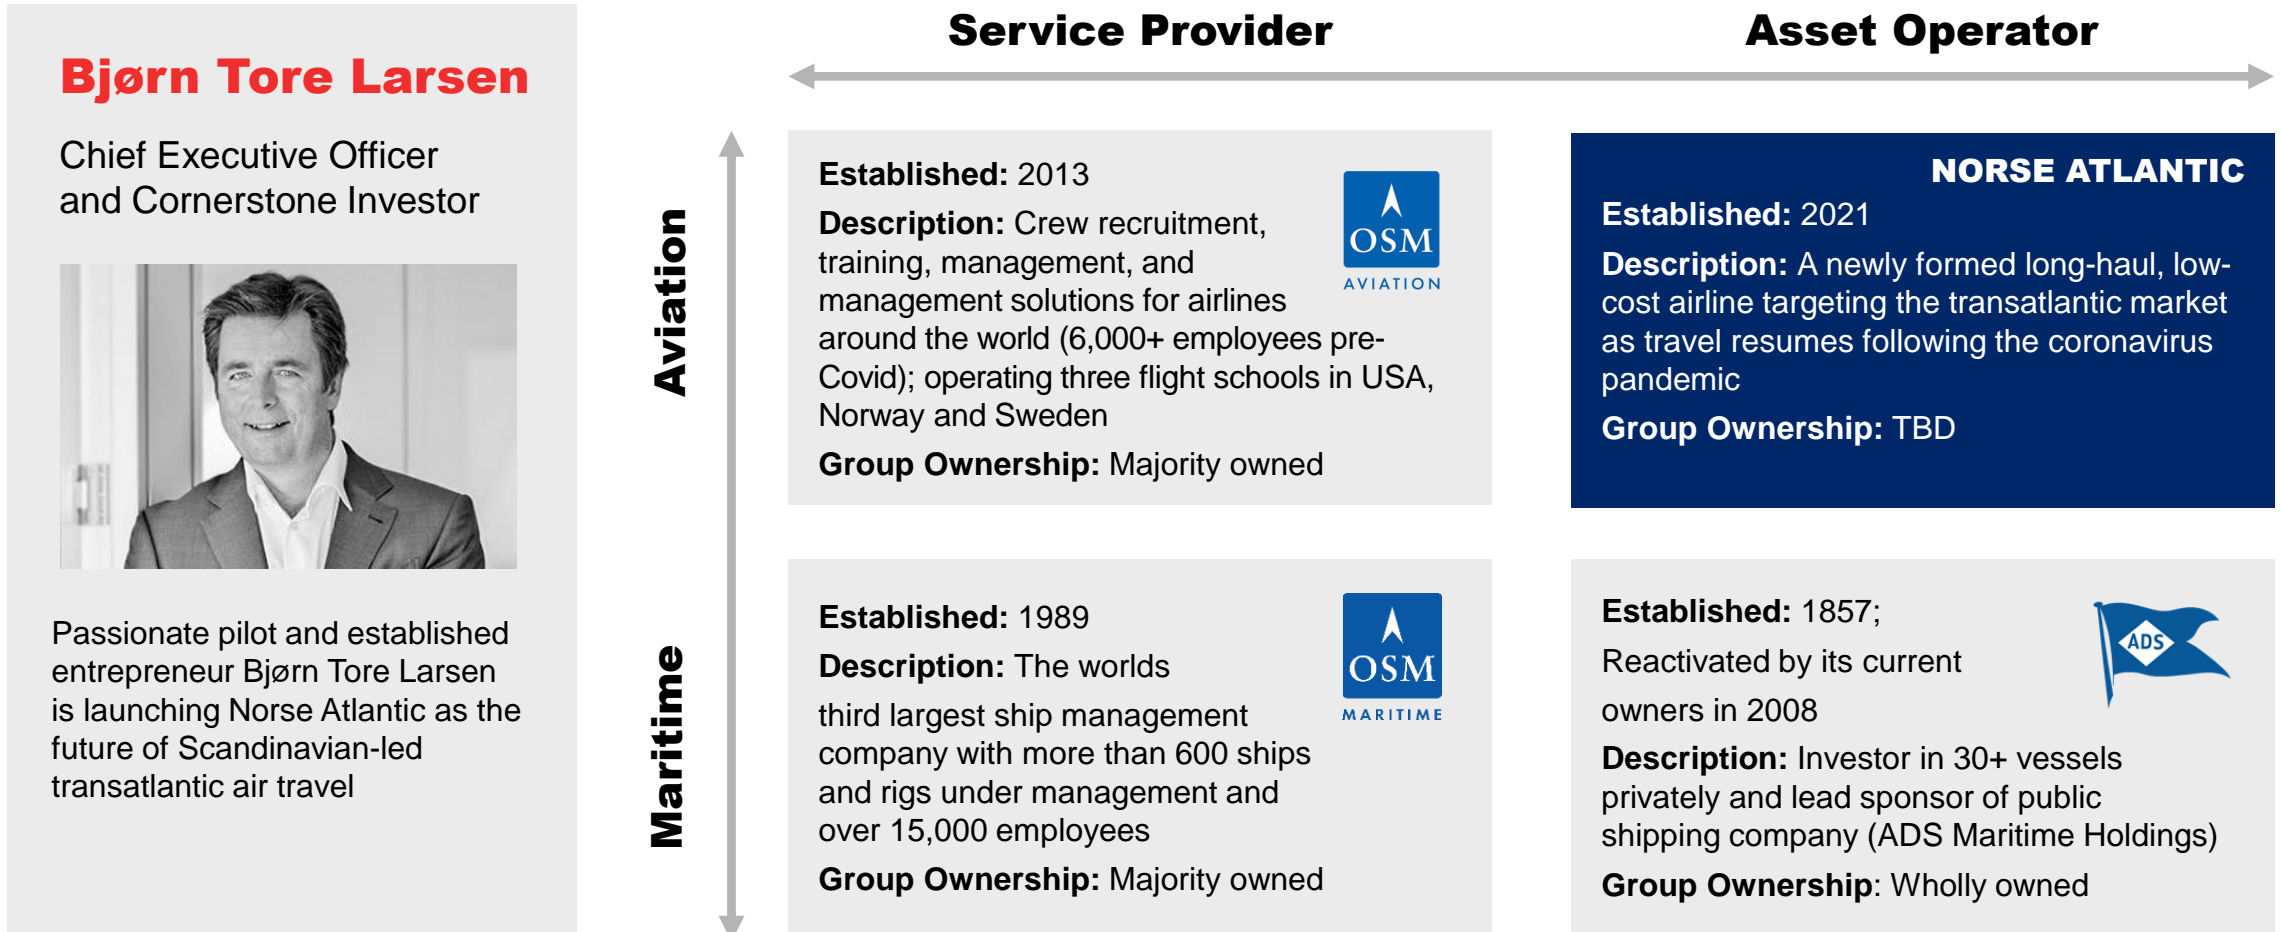 Bjørn Tore Larsen
Chief Executive Officer
and Cornerstone Investor
Passionate pilot and established
entrepreneur Bjørn Tore Larsen
is launching Norse Atlantic as the
future of Scandinavian-led
transatlantic air travel
Service Provider
Asset Operator
Aviation
Established: 2013
Description: Crew recruitment,
training, management, and
management solutions for airlines
around the world (6,000+ employees pre-
Covid); operating three flight schools in USA,
Norway and Sweden
Group Ownership: Majority owned
OSM
AVIATION
NORSE ATLANTIC
Established: 2021
Description: A newly formed long-haul, low-
cost airline targeting the transatlantic market
as travel resumes following the coronavirus
pandemic
Group Ownership: TBD
Maritime
Established: 1989
Description: The worlds
third largest ship management
company with more than 600 ships
and rigs under management and
over 15,000 employees
Group Ownership: Majority owned
OSM
MARITIME
Established: 1857;
Reactivated by its current
owners in 2008
Description: Investor in 30+ vessels
privately and lead sponsor of public
shipping company (ADS Maritime Holdings)
Group Ownership: Wholly owned
ADS